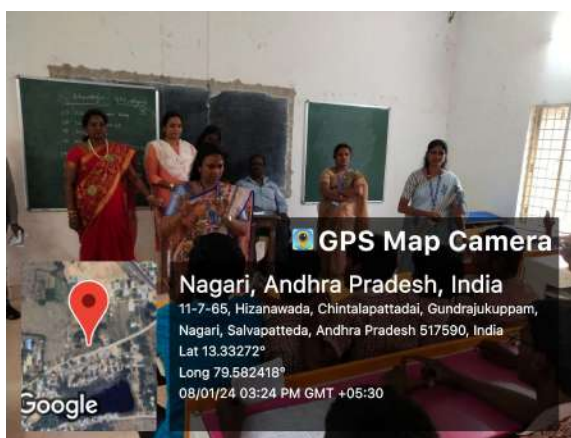 GPS Map Camera
Nagari, Andhra Pradesh, India
11-7-65, Hizanawada, Chintalapattadai, Gundrajukuppam,
Nagari, Salvapatteda, Andhra Pradesh 517590, India
Lat 13.33272°
Long 79.582418°
08/01/24 03:24 PM GMT +05:30
Google